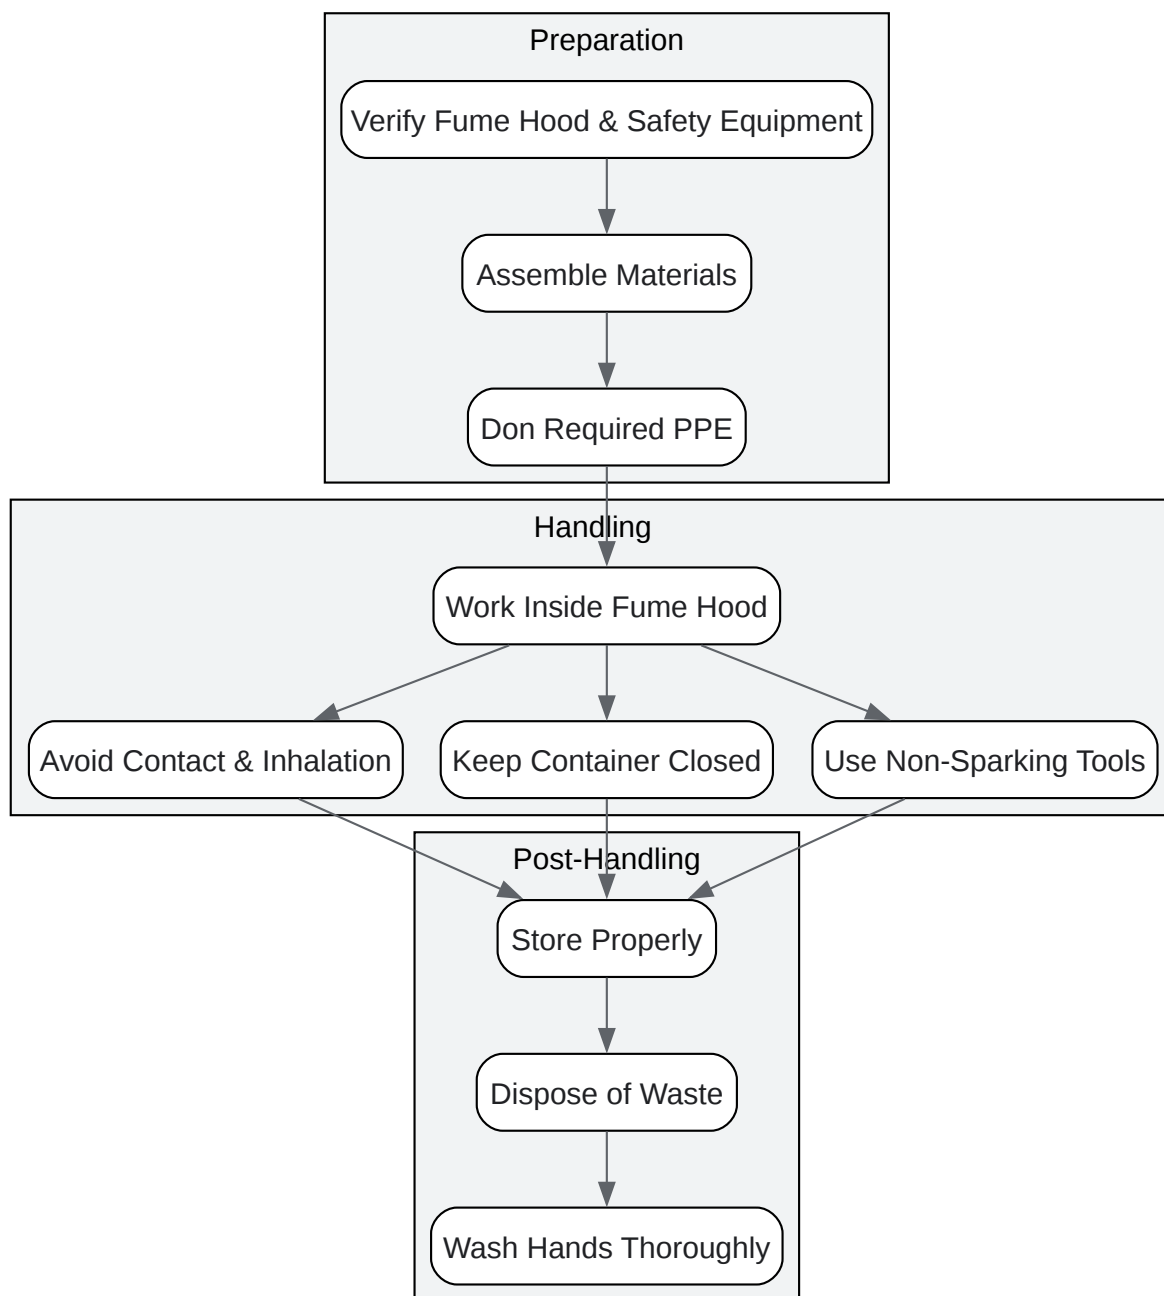 Preparation
Verify Fume Hood & Safety Equipment
Assemble Materials
Don Required PPE
Handling
Work Inside Fume Hood
Avoid Contact & Inhalation
Keep Container Closed
Use Non-Sparking Tools
Post-Handling
Store Properly
Dispose of Waste
Wash Hands Thoroughly